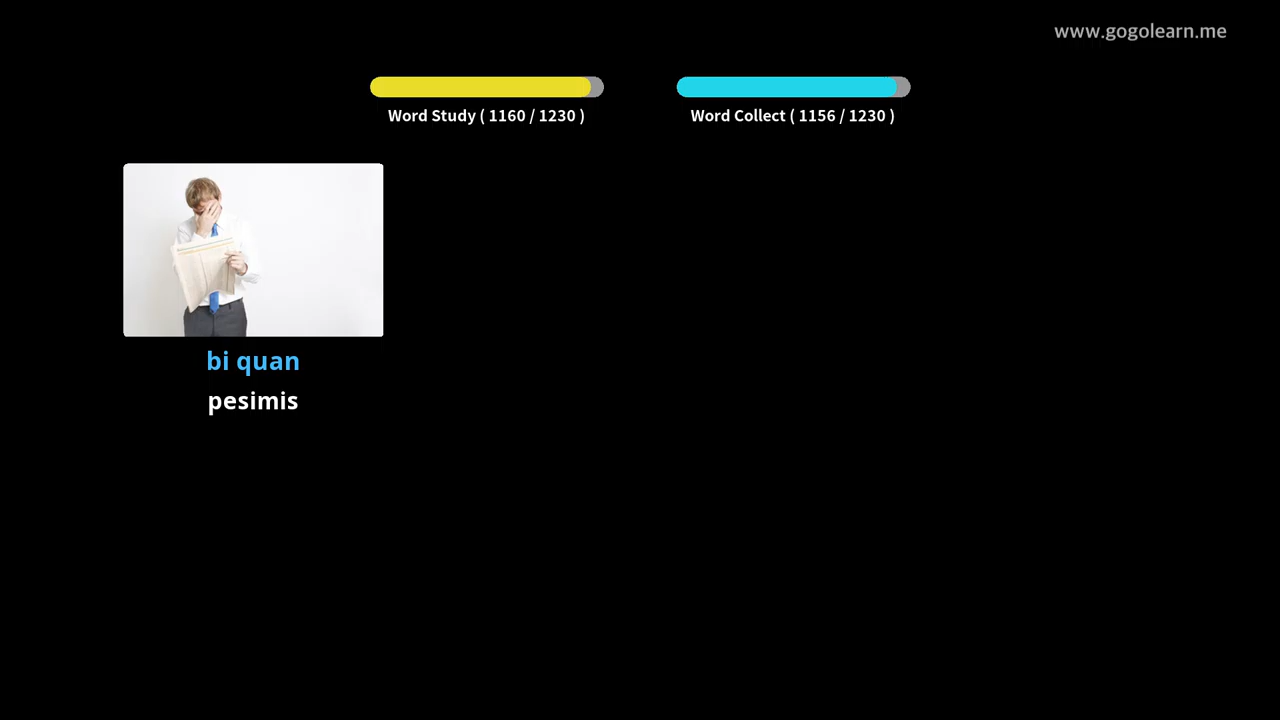 www.gogolearn.me
Word Study ( 1160 / 1230 )
Word Collect ( 1156 / 1230 )
bi quan
pesimis